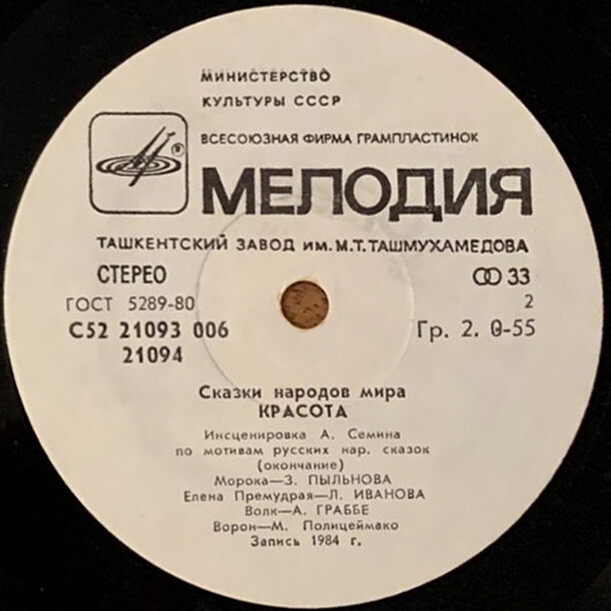 МИНИСТЕРСТВО
КУЛЬТУРЫ СССР
ВСЕСОЮЗНАЯ ФИРМА ГРАМПЛАСТИНОК
®
МЕЛОДИЯ
ТАШКЕНТСКИЙ ЗАВОД ИМ. М.Т. ТАШМУХАМЕДОВА
СТЕРЕО
33
ГОСТ 5289-80
2
С52 21093 006
Гр. 2. 0-55
21094
Сказки народов мира
КРАСОТА
Инсценировка А. Семина
по мотивам русских нар. сказок
(окончание)
Морока—З. ПЫЛЬНОВА
Елена Премудрая—Л. ИВАНОВА
Волк—А. ГРАББЕ
Ворон—М. Полицеймако
Запись 1984 г.